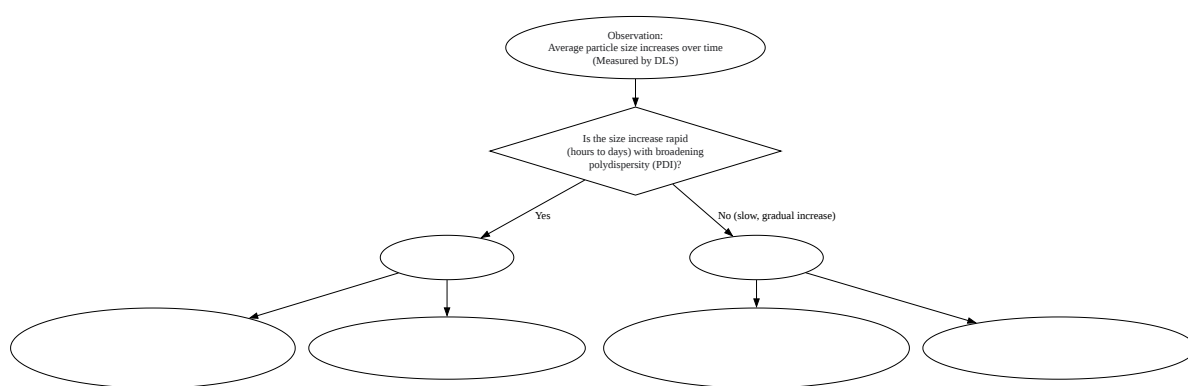 Observation:
Average particle size increases over time
(Measured by DLS)
Is the size increase rapid
(hours to days) with broadening
polydispersity (PDI)?
Yes
No (slow, gradual increase)